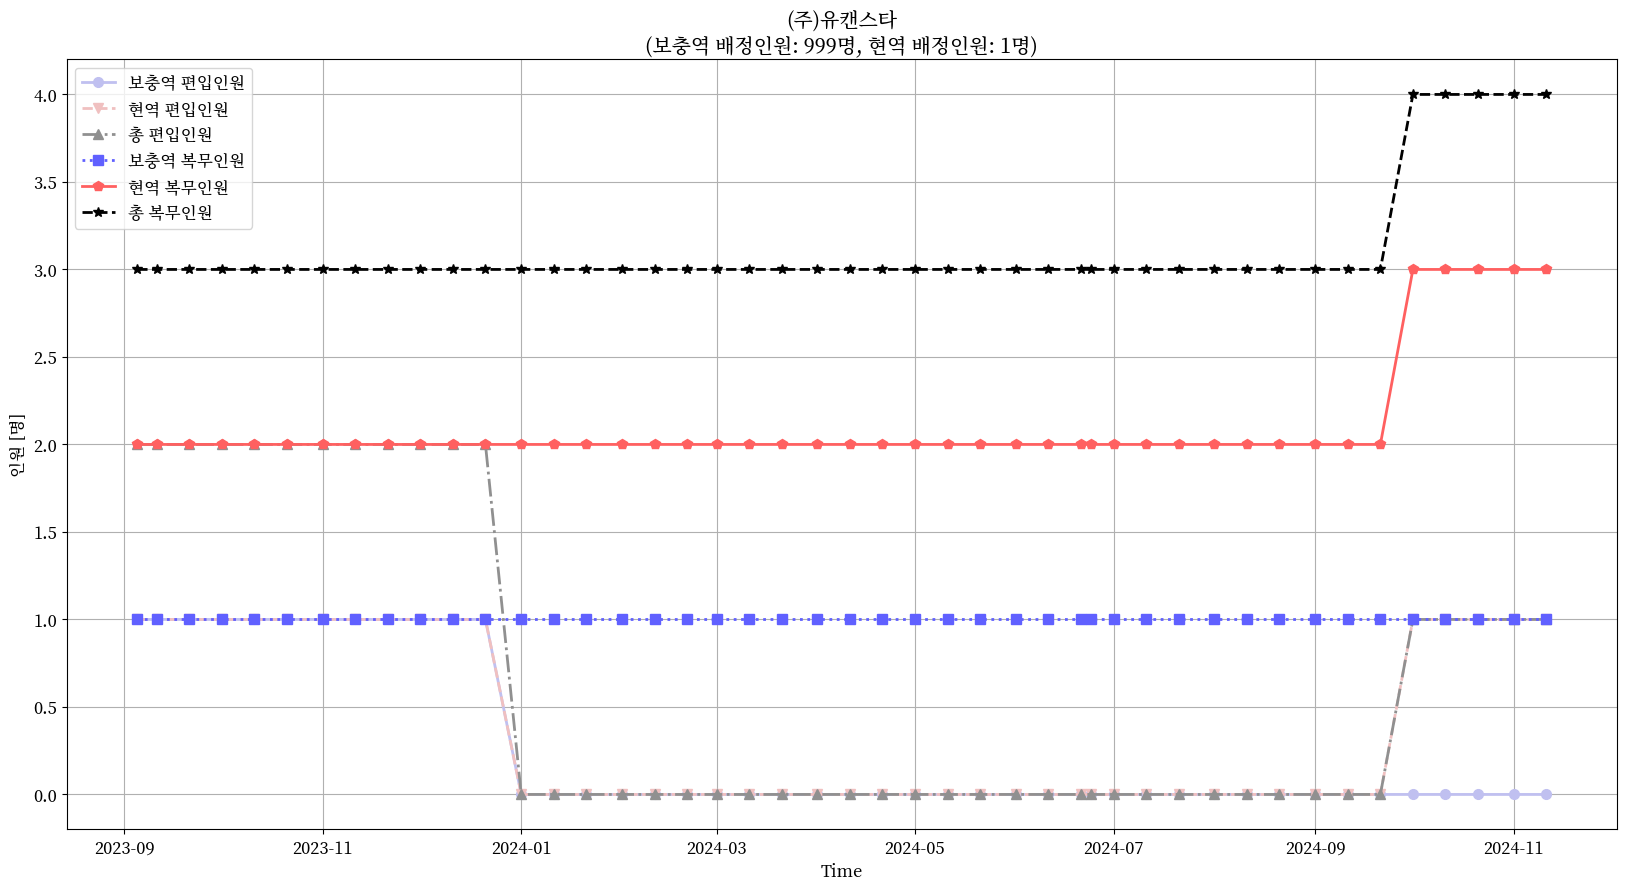 (주)유캔스타
(보충역 배정인원: 999명, 현역 배정인원: 1명)
보충역 편입인원
현역 편입인원
총 편입인원
보충역 복무인원
현역 복무인원
총 복무인원
4.0
3.5
3.0
2.5
2.0
1.5
1.0
0.5
0.0
인원 [명]
2023-09
2023-11
2024-01
2024-03
2024-05
2024-07
2024-09
2024-11
Time